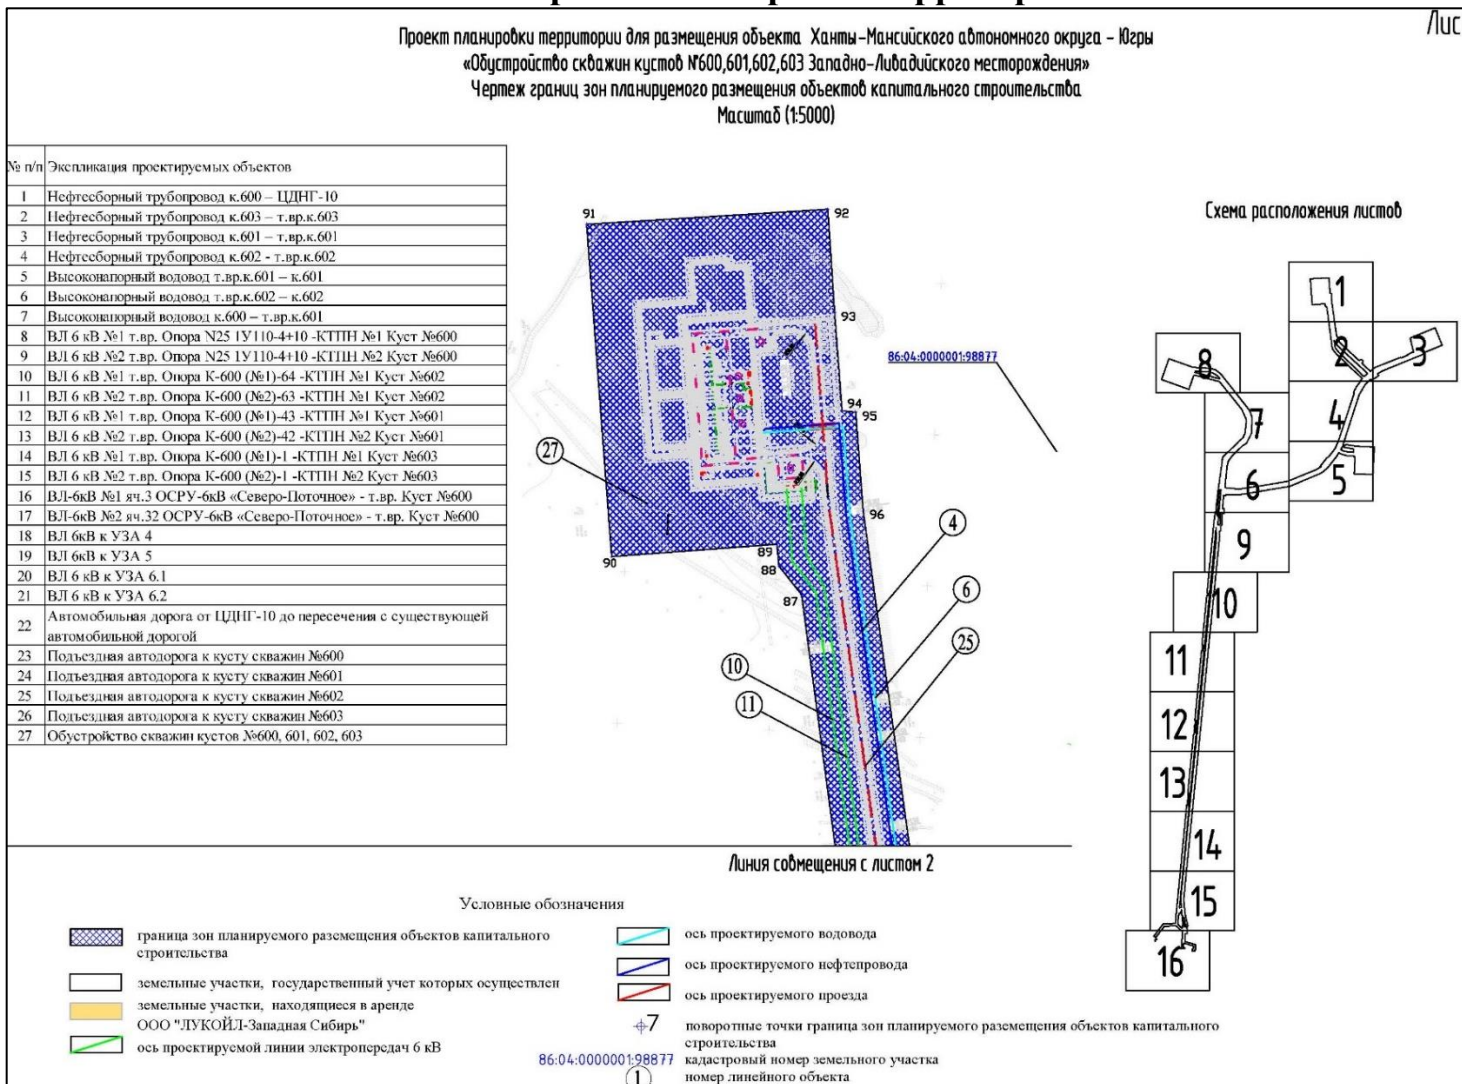 Лис
Проект планировки территории для размещения объекта Ханты-Мансийского автономного округа - Югры
«Обустройство скважин кустов №600,601,602,603 Западно-Ливадийского месторождения»
Чертеж границ зон планируемого размещения объектов капитального строительства
Масштаб (1:5000)
№ п/п Экспликация проектируемых объектов
1 Нефтесборный трубопровод к.600 – ЦДНГ-10
2 Нефтесборный трубопровод к.603 – т.вр.к.603
3 Нефтесборный трубопровод к.601 – т.вр.к.601
4 Нефтесборный трубопровод к.602 - т.вр.к.602
5 Высоконапорный водовод т.вр.к.601 – к.601
6 Высоконапорный водовод т.вр.к.602 – к.602
7 Высоконапорный водовод к.600 – т.вр.к.601
8 ВЛ 6 кВ №1 т.вр. Опора N25 1У110-4+10 -КТПН №1 Куст №600
9 ВЛ 6 кВ №2 т.вр. Опора N25 1У110-4+10 -КТПН №2 Куст №600
10 ВЛ 6 кВ №1 т.вр. Опора К-600 (№1)-64 -КТПН №1 Куст №602
11 ВЛ 6 кВ №2 т.вр. Опора К-600 (№2)-63 -КТПН №1 Куст №602
12 ВЛ 6 кВ №1 т.вр. Опора К-600 (№1)-43 -КТПН №1 Куст №601
13 ВЛ 6 кВ №2 т.вр. Опора К-600 (№2)-42 -КТПН №2 Куст №601
14 ВЛ 6 кВ №1 т.вр. Опора К-600 (№1)-1 -КТПН №1 Куст №603
15 ВЛ 6 кВ №2 т.вр. Опора К-600 (№2)-1 -КТПН №2 Куст №603
16 ВЛ-6кВ №1 яч.3 ОСРУ-6кВ «Северо-Поточное» - т.вр. Куст №600
17 ВЛ-6кВ №2 яч.32 ОСРУ-6кВ «Северо-Поточное» - т.вр. Куст №600
18 ВЛ 6кВ к УЗА 4
19 ВЛ 6кВ к УЗА 5
20 ВЛ 6 кВ к УЗА 6.1
21 ВЛ 6 кВ к УЗА 6.2
22 Автомобильная дорога от ЦДНГ-10 до пересечения с существующей
автомобильной дорогой
23 Подъездная автодорога к кусту скважин №600
24 Подъездная автодорога к кусту скважин №601
25 Подъездная автодорога к кусту скважин №602
26 Подъездная автодорога к кусту скважин №603
27 Обустройство скважин кустов №600, 601, 602, 603
91
92
93
94
95
96
90
89
88
87
27
4
6
25
10
11
86:04:0000001:98877
Линия совмещения с листом 2
Схема расположения листов
1
2
3
8
7
4
6
5
9
10
11
12
13
14
15
16
Условные обозначения
граница зон планируемого раземещения объектов капитального
строительства
земельные участки, государственный учет которых осуществлен
земельные участки, находящиеся в аренде
ООО "ЛУКОЙЛ-Западная Сибирь"
ось проектируемой линии электропередач 6 кВ
ось проектируемого водовода
ось проектируемого нефтепровода
ось проектируемого проезда
7 поворотные точки граница зон планируемого раземещения объектов капитального
строительства
86:04:0000001:98877 кадастровый номер земельного участка
1 номер линейного объекта